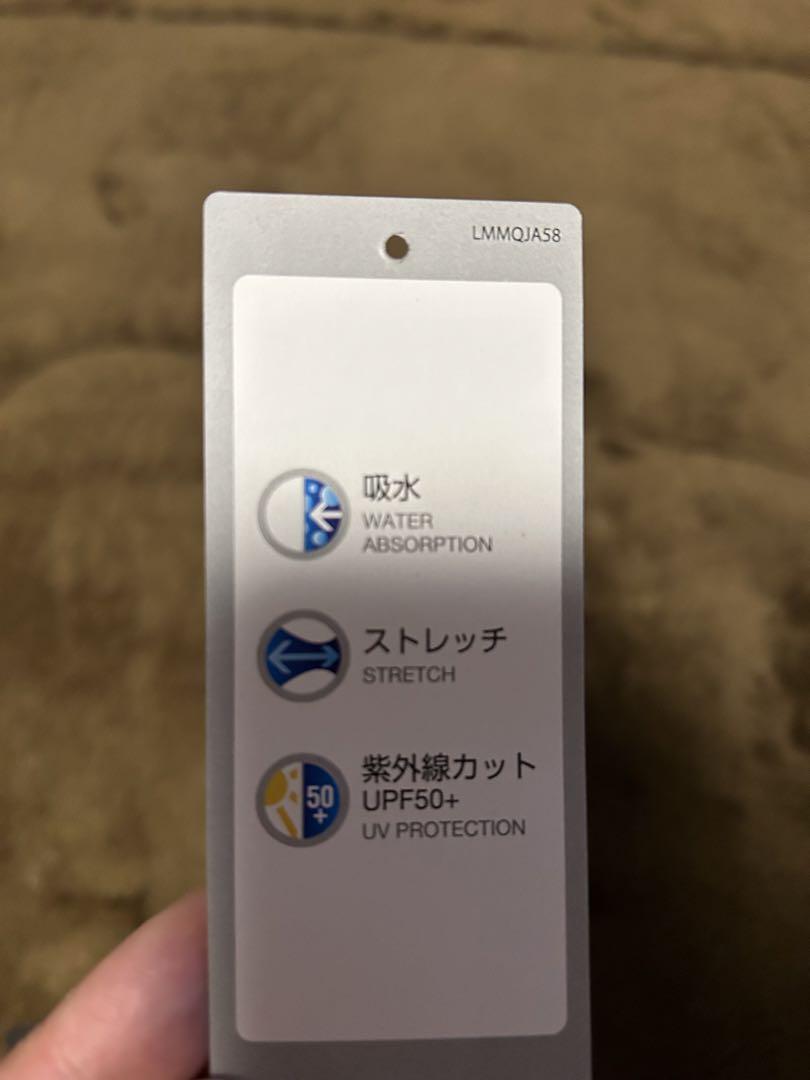 LMMQJA58
吸水
WATER
ABSORPTION
ストレッチ
STRETCH
50
+
紫外線カット
UPF50+
UV PROTECTION